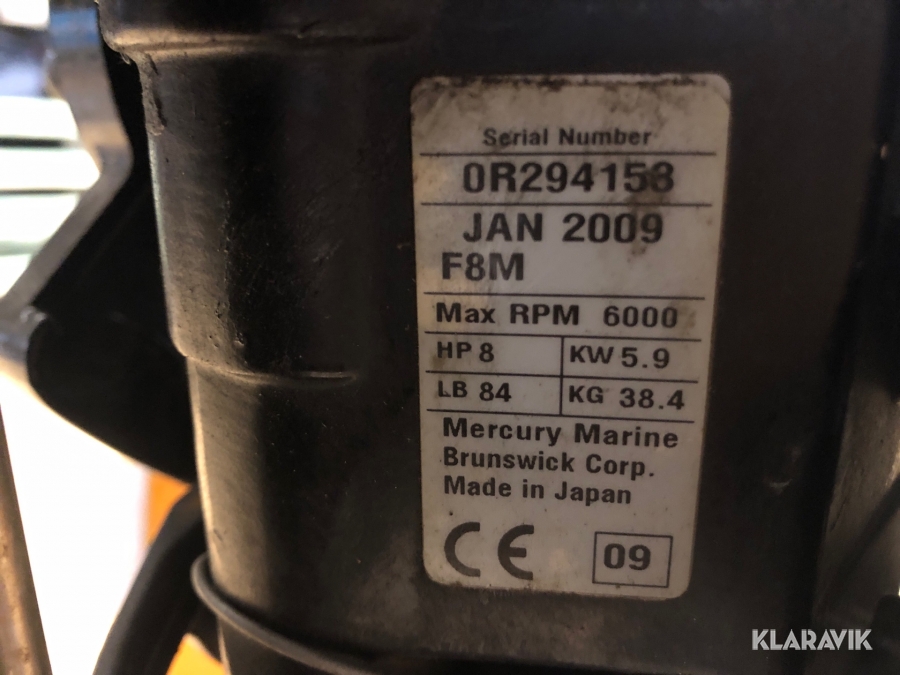 Serial Number
0R294153
JAN 2009
F8M
Max RPM 6000
HP 8 KW 5.9
LB 84 KG 38.4
Mercury Marine
Brunswick Corp.
Made in Japan
CE 09
KLARAVIK